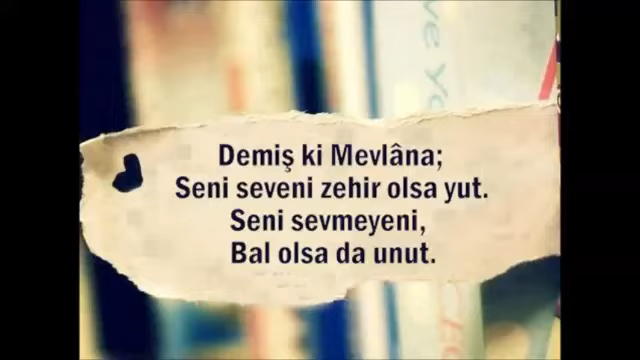 Demiş ki Mevlâna;
Seni seveni zehir olsa yut.
Seni sevmeyeni,
Bal olsa da unut.